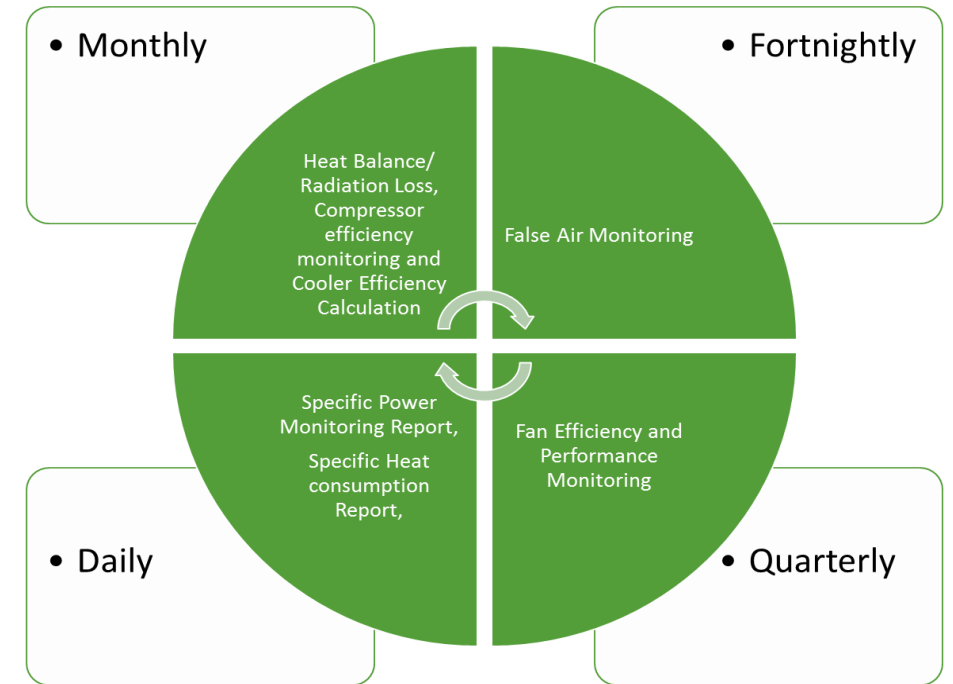 • Monthly
Heat Balance/
Radiation Loss,
Compressor
efficiency
monitoring and
Cooler Efficiency
Calculation
• Fortnightly
False Air Monitoring
• Daily
Specific Power
Monitoring Report,
Specific Heat
consumption
Report,
• Quarterly
Fan Efficiency and
Performance
Monitoring